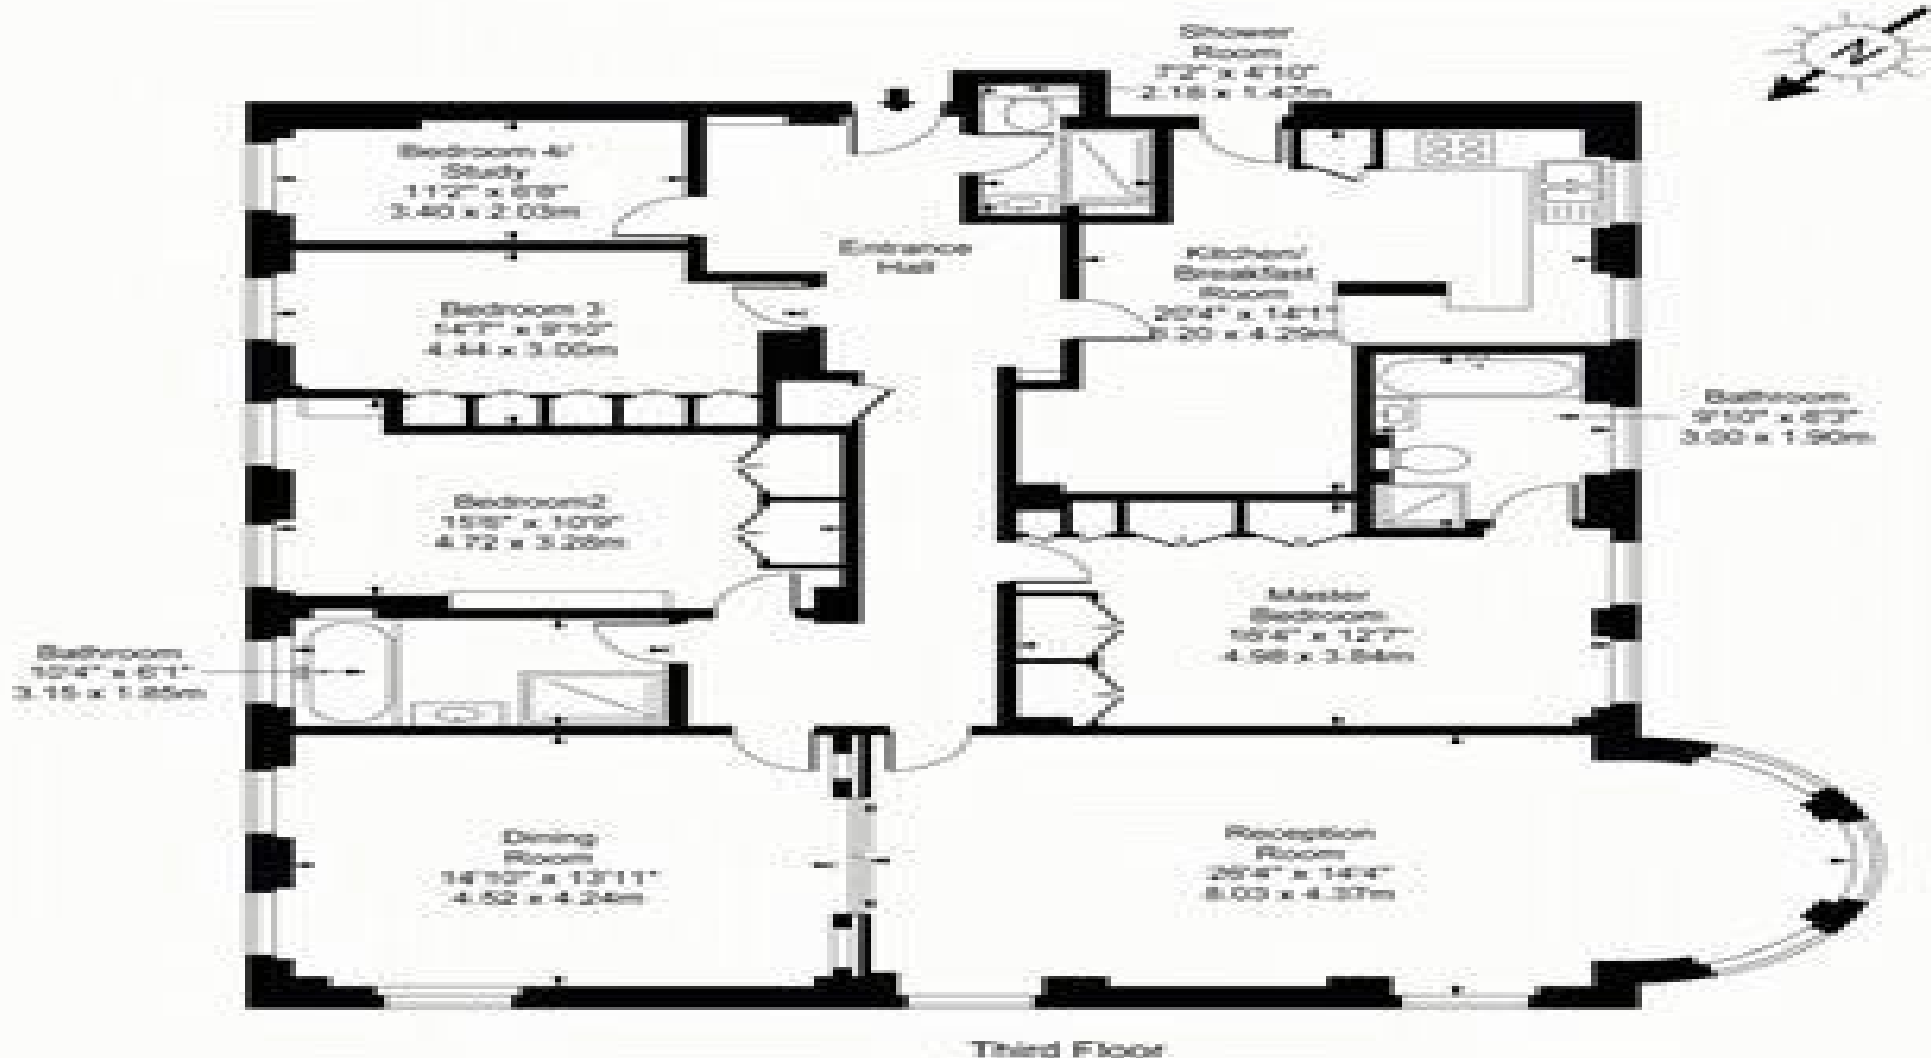 Shower
Room
7'2" x 4'10"
2.18 x 1.47m
N
Bedroom 4/
Study
11'2" x 6'8"
3.40 x 2.03m
Entrance
Hall
Kitchen/
Breakfast
Room
20'4" x 14'1"
6.20 x 4.29m
Bedroom 3
14'7" x 9'10"
4.44 x 3.00m
Bathroom
9'10" x 6'3"
3.00 x 1.90m
Bedroom2
15'6" x 10'9"
4.72 x 3.28m
Master
Bedroom
16'4" x 12'7"
4.98 x 3.84m
Bathroom
10'4" x 6'1"
3.15 x 1.85m
Dining
Room
14'10" x 13'11"
4.52 x 4.24m
Reception
Room
26'4" x 14'4"
8.03 x 4.37m
Third Floor